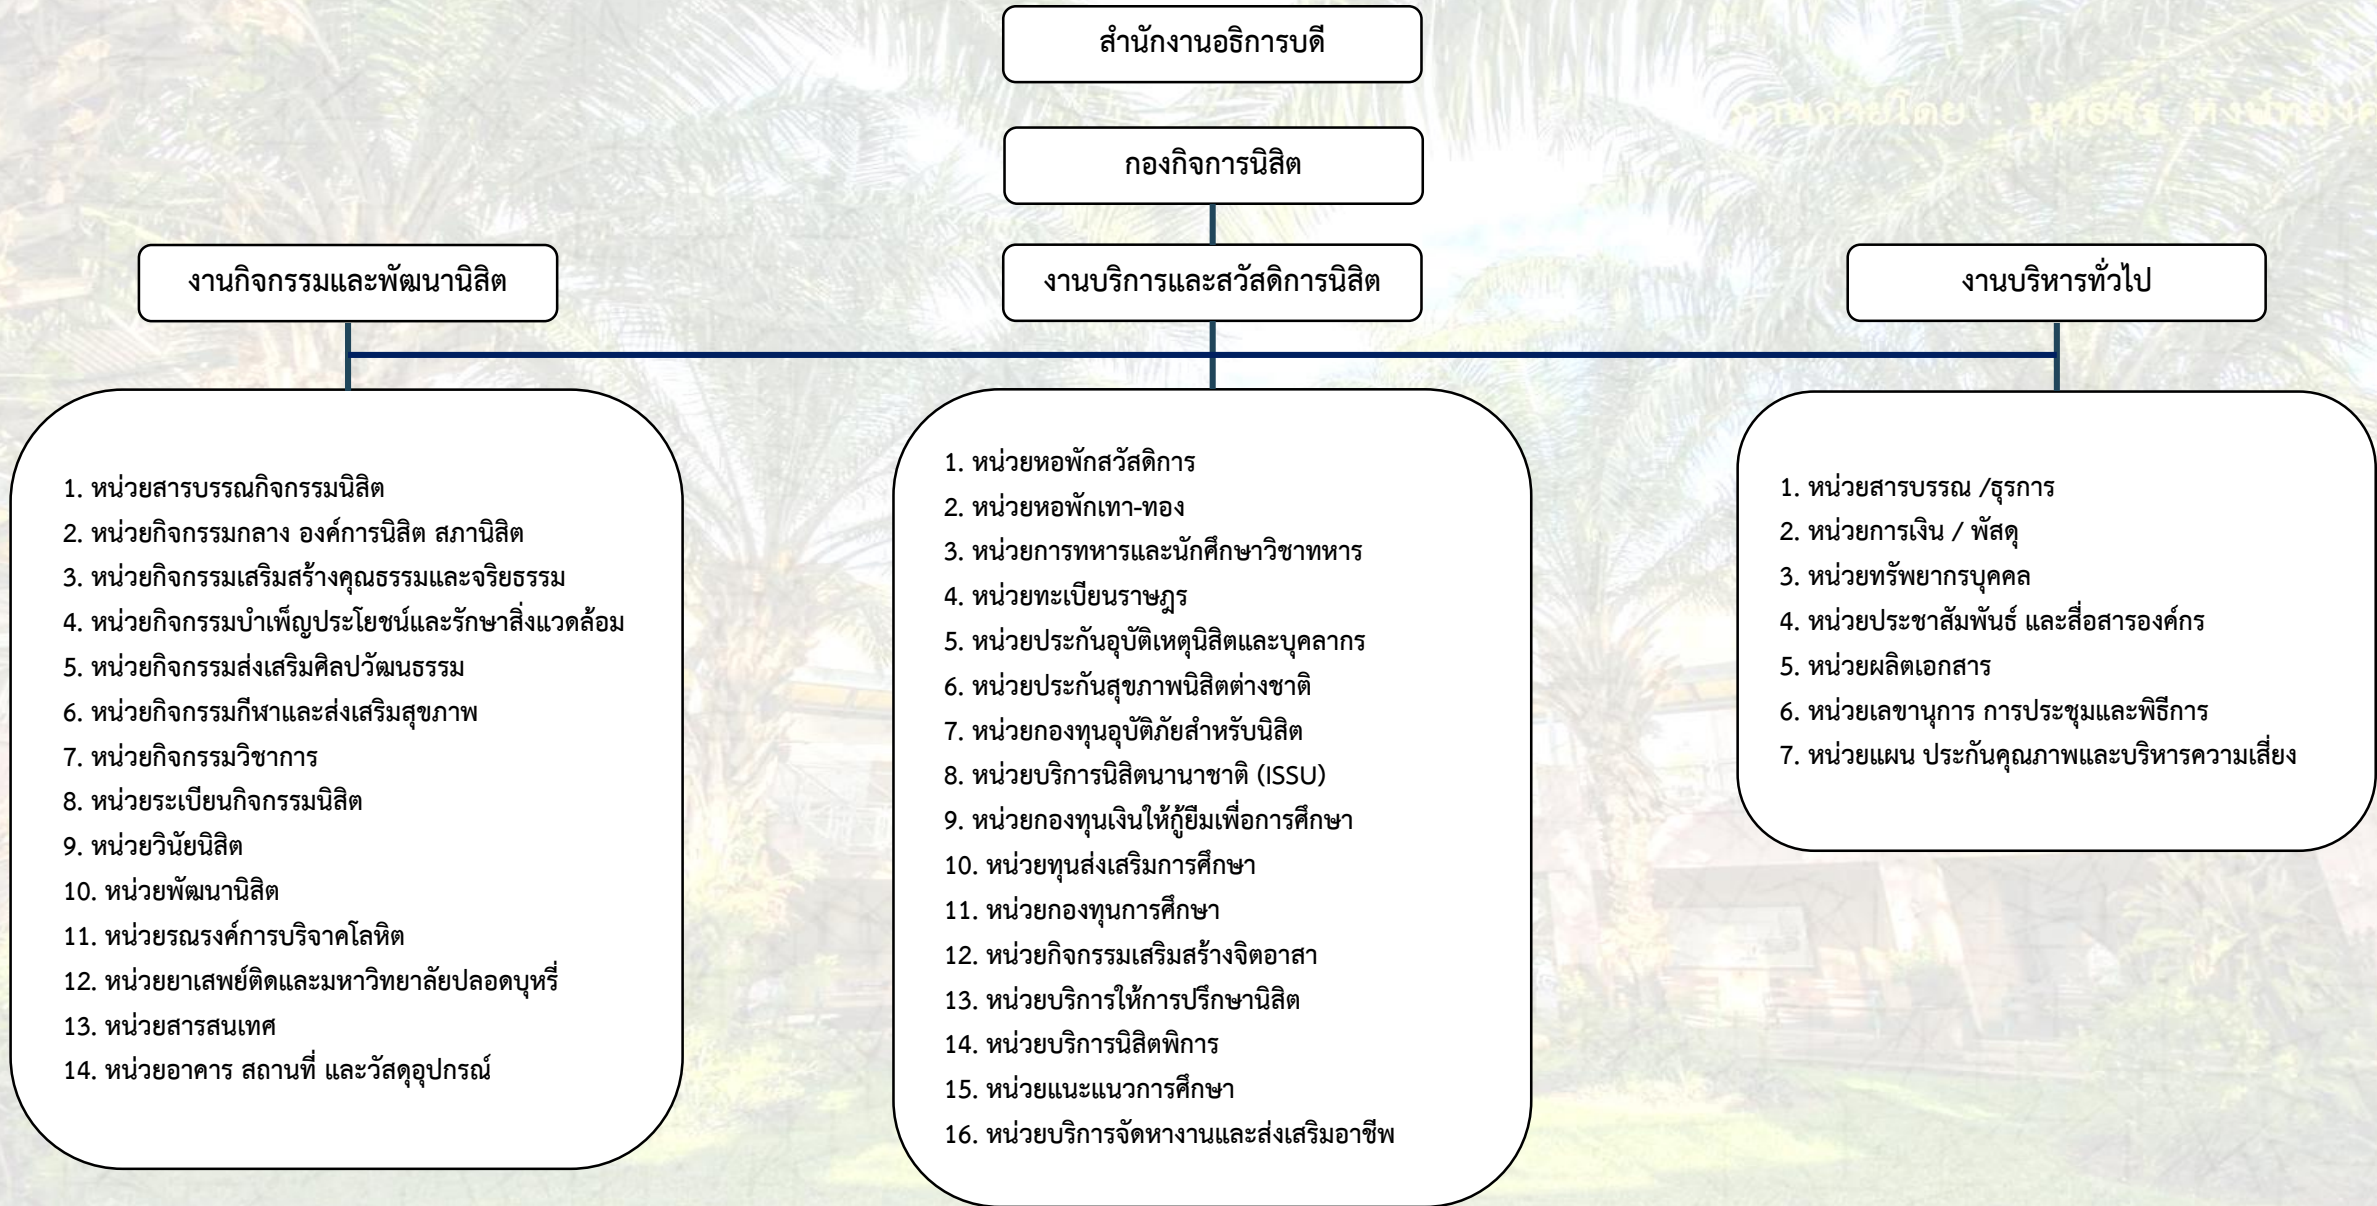 สำนักงานอธิการบดี
ภาพถ่ายโดย :
กองกิจการนิสิต
งานกิจกรรมและพัฒนานิสิต
งานบริการและสวัสดิการนิสิต
งานบริหารทั่วไป
1. หน่วยสารบรรณกิจกรรมนิสิต
2. หน่วยกิจกรรมกลาง องค์การนิสิต สภานิสิต
3. หน่วยกิจกรรมเสริมสร้างคุณธรรมและจริยธรรม
4. หน่วยกิจกรรมบำเพ็ญประโยชน์และรักษาสิ่งแวดล้อม
5. หน่วยกิจกรรมส่งเสริมศิลปวัฒนธรรม
6. หน่วยกิจกรรมกีฬาและส่งเสริมสุขภาพ
7. หน่วยกิจกรรมวิชาการ
8. หน่วยระเบียนกิจกรรมนิสิต
9. หน่วยวินัยนิสิต
10. หน่วยพัฒนานิสิต
11. หน่วยรณรงค์การบริจาคโลหิต
12. หน่วยยาเสพย์ติดและมหาวิทยาลัยปลอดบุหรี่
13. หน่วยสารสนเทศ
14. หน่วยอาคาร สถานที่ และวัสดุอุปกรณ์
1. หน่วยหอพักสวัสดิการ
2. หน่วยหอพักเทา-ทอง
3. หน่วยการทหารและนักศึกษาวิชาทหาร
4. หน่วยทะเบียนราษฎร
5. หน่วยประกันอุบัติเหตุนิสิตและบุคลากร
6. หน่วยประกันสุขภาพนิสิตต่างชาติ
7. หน่วยกองทุนอุบัติภัยสำหรับนิสิต
8. หน่วยบริการนิสิตนานาชาติ (ISSU)
9. หน่วยกองทุนเงินให้กู้ยืมเพื่อการศึกษา
10. หน่วยทุนส่งเสริมการศึกษา
11. หน่วยกองทุนการศึกษา
12. หน่วยกิจกรรมเสริมสร้างจิตอาสา
13. หน่วยบริการให้การปรึกษานิสิต
14. หน่วยบริการนิสิตพิการ
15. หน่วยแนะแนวการศึกษา
16. หน่วยบริการจัดหางานและส่งเสริมอาชีพ
1. หน่วยสารบรรณ /ธุรการ
2. หน่วยการเงิน / พัสดุ
3. หน่วยทรัพยากรบุคคล
4. หน่วยประชาสัมพันธ์ และสื่อสารองค์กร
5. หน่วยผลิตเอกสาร
6. หน่วยเลขานุการ การประชุมและพิธีการ
7. หน่วยแผน ประกันคุณภาพและบริหารความเสี่ยง